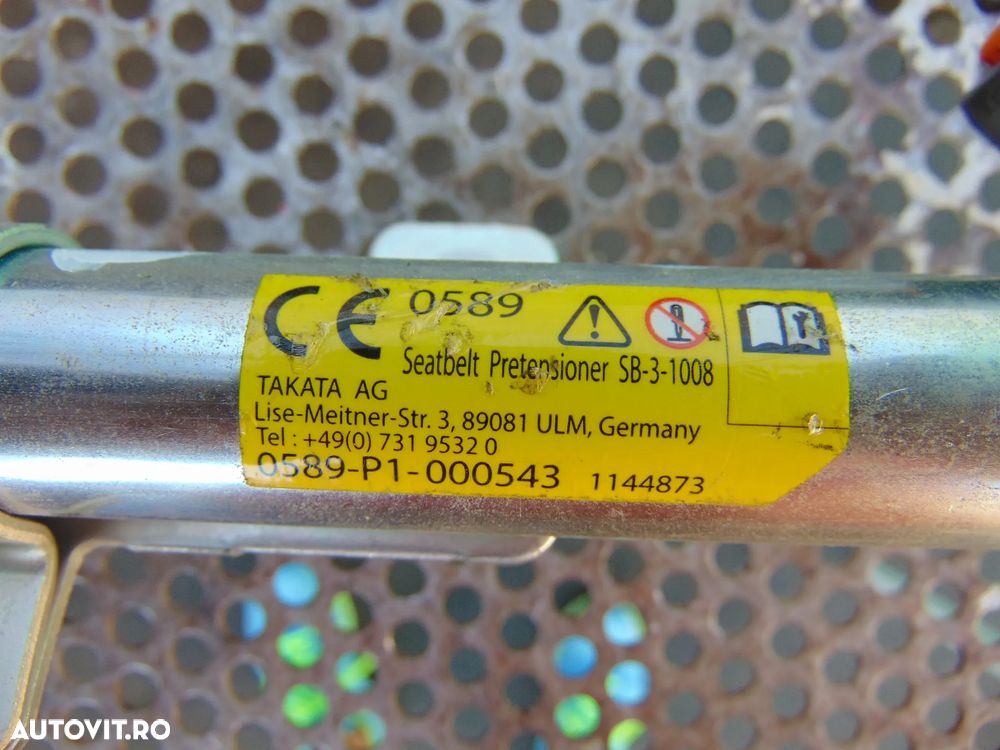 CE 0589
Seatbelt Pretensioner SB-3-1008
TAKATA AG
Lise-Meitner-Str. 3, 89081 ULM, Germany
Tel : +49(0) 731 9532 0
0589-P1-000543 1144873
AUTOVIT.RO